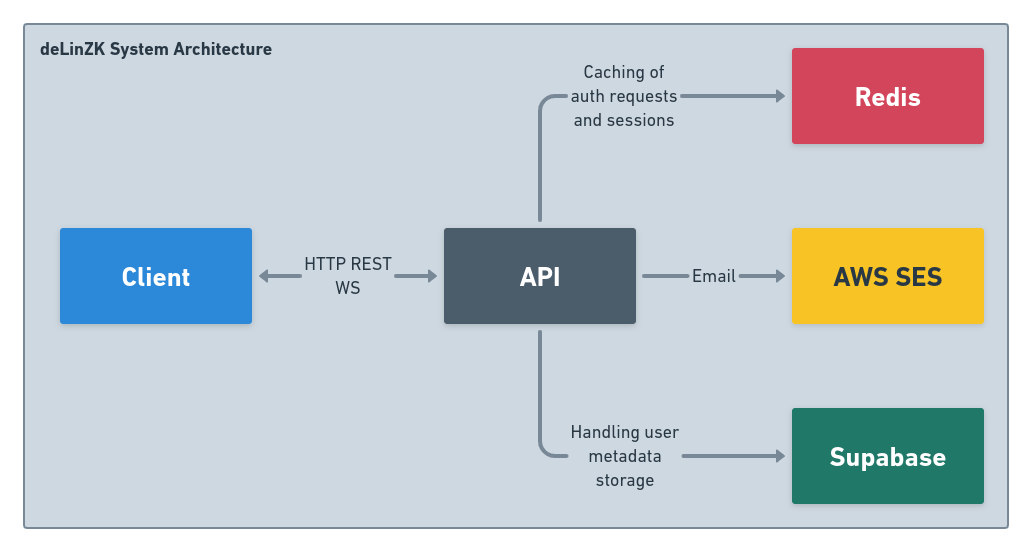 deLinZK System Architecture
Caching of
auth requests
and sessions
Redis
Client
HTTP REST
WS
API
Email
AWS SES
Handling user
metadata
storage
Supabase